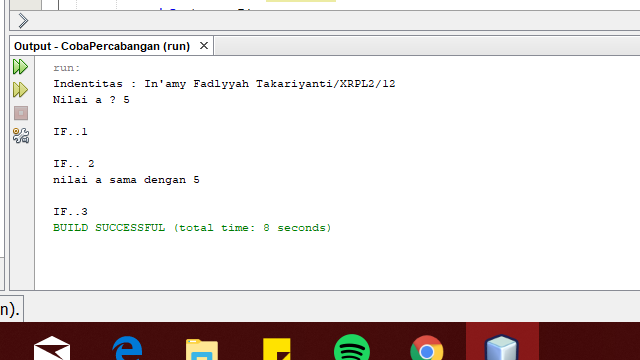 Output - CobaPercabangan (run)
run:
Indentitas : In'amy Fadlyyah Takariyanti/XRPL2/12
Nilai a ? 5
IF..1
IF.. 2
nilai a sama dengan 5
IF..3
BUILD SUCCESSFUL (total time: 8 seconds)
n).